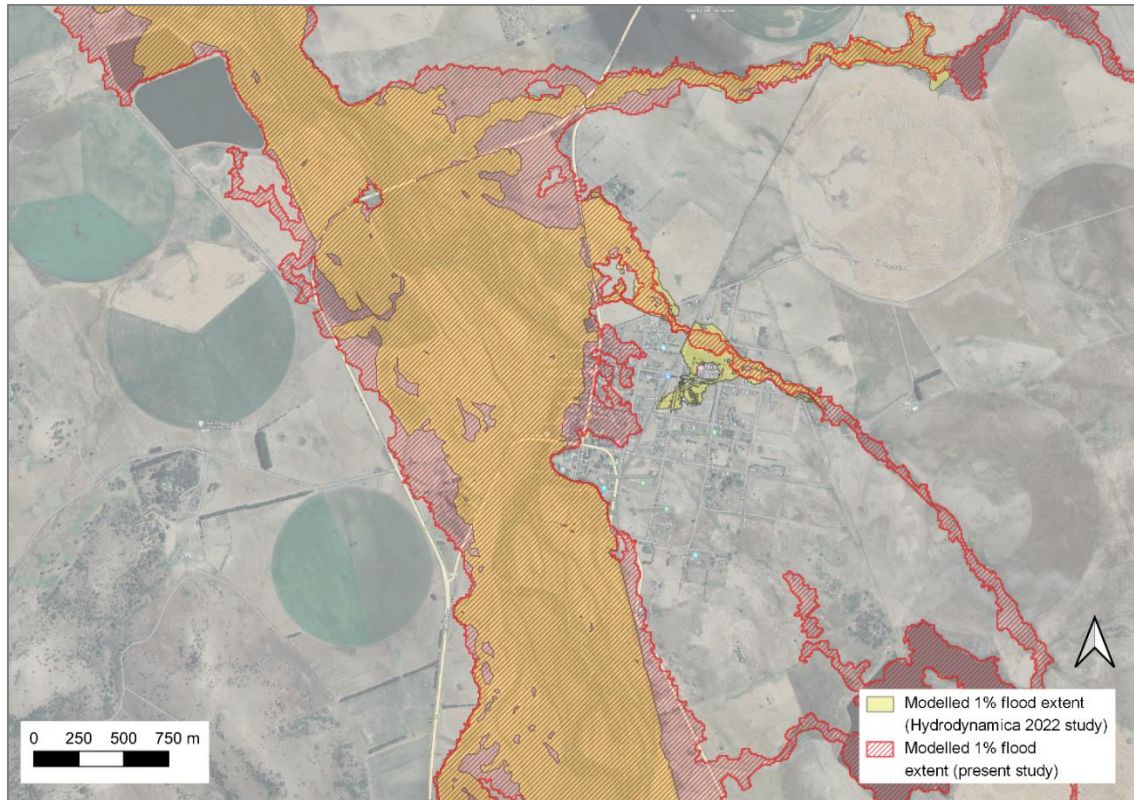 0 250 500 750 m
Modelled 1% flood extent
(Hydrodynamica 2022 study)
Modelled 1% flood
extent (present study)